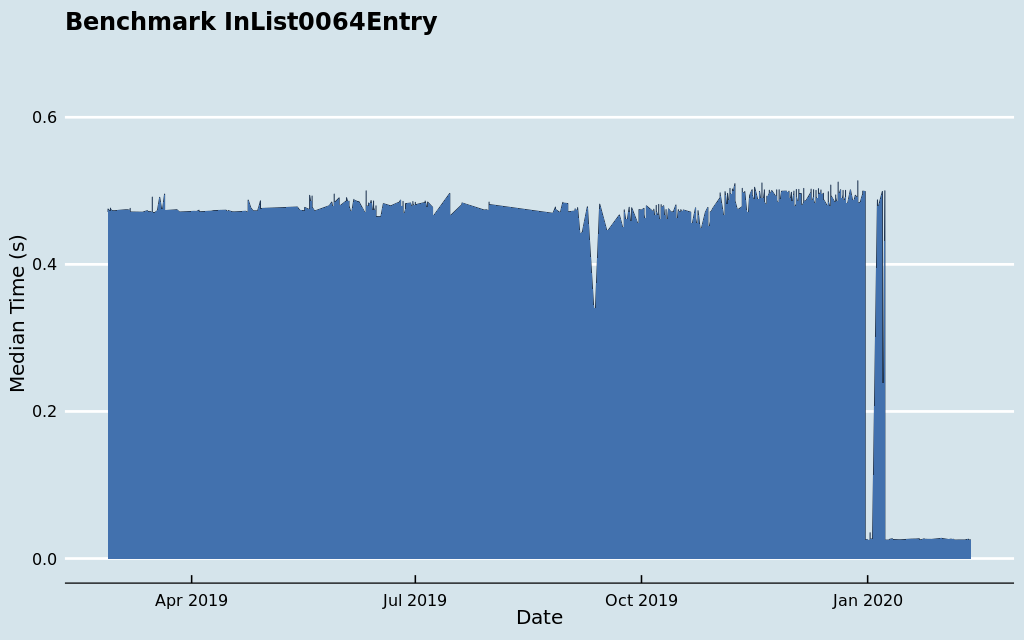 Benchmark InList0064Entry
0.6
0.4
0.2
0.0
Median Time (s)
Apr 2019
Jul 2019
Oct 2019
Jan 2020
Date